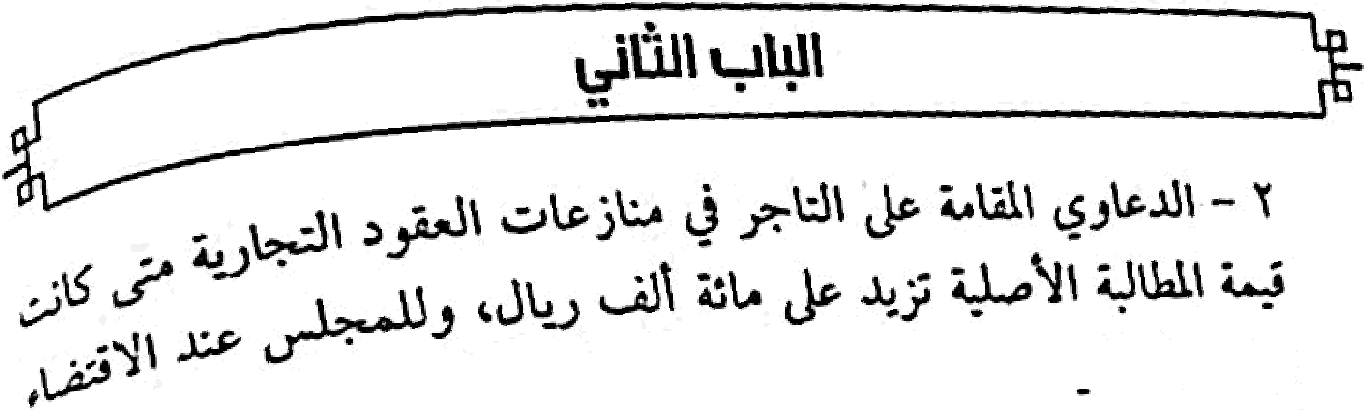 الباب الثاني
٢ - الدعاوي المقامة على التاجر في منازعات العقود التجارية متى كانت
قيمة المطالبة الأصلية تزيد على مائة ألف ريال، وللمجلس عند الاقتضاء